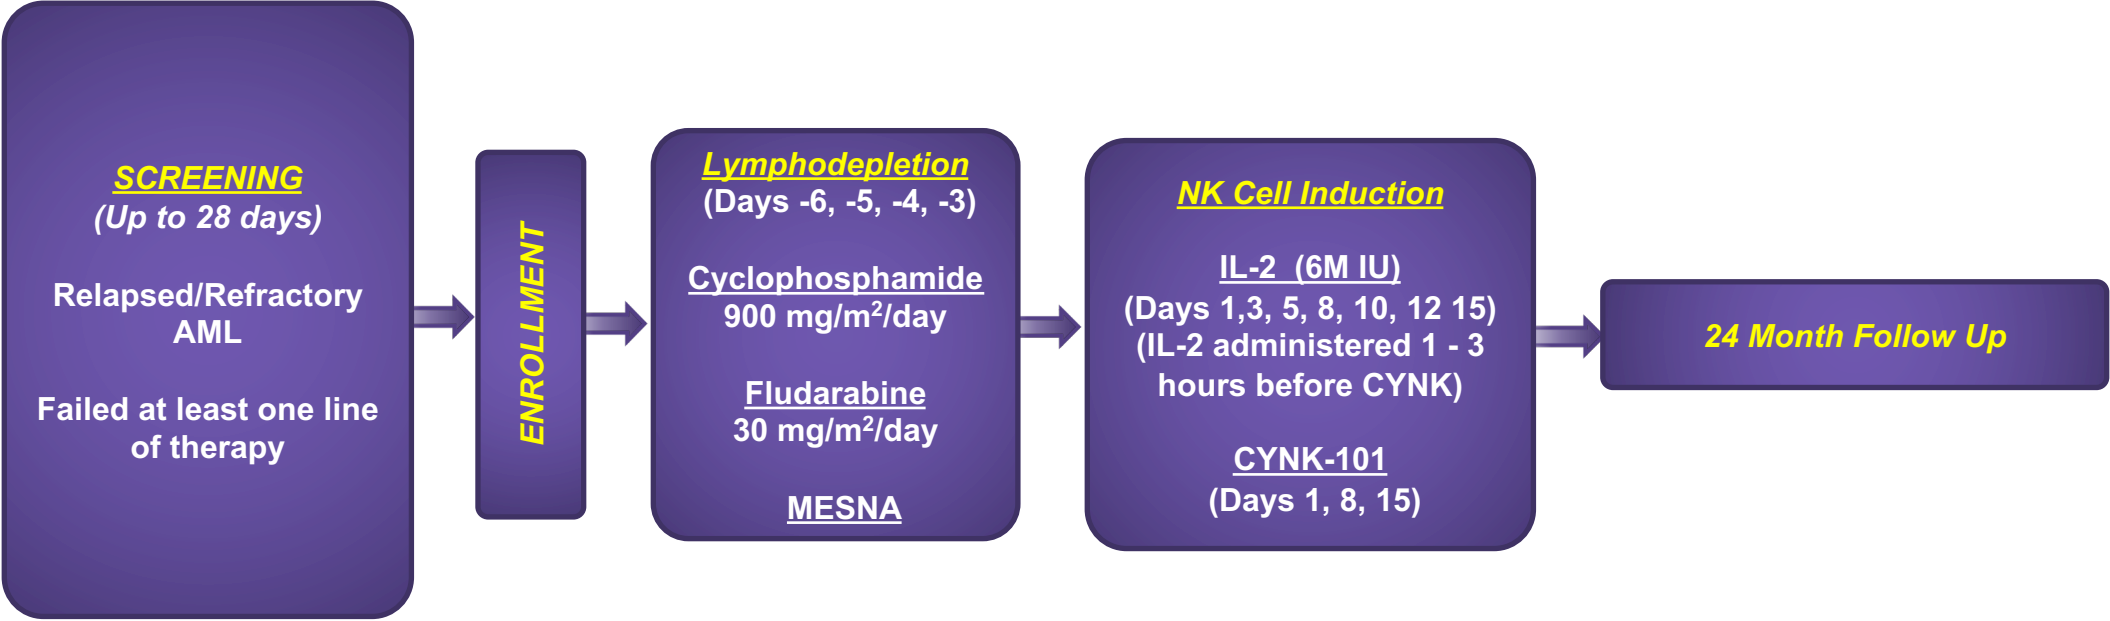 SCREENING
(Up to 28 days)
Relapsed/Refractory
AML
Failed at least one line
of therapy
ENROLLMENT
Lymphodepletion
(Days -6, -5, -4, -3)
Cyclophosphamide
900 mg/m²/day
Fludarabine
30 mg/m²/day
MESNA
NK Cell Induction
IL-2  (6M IU)
(Days 1,3, 5, 8, 10, 12 15)
(IL-2 administered 1 - 3
hours before CYNK)
CYNK-101
(Days 1, 8, 15)
24 Month Follow Up